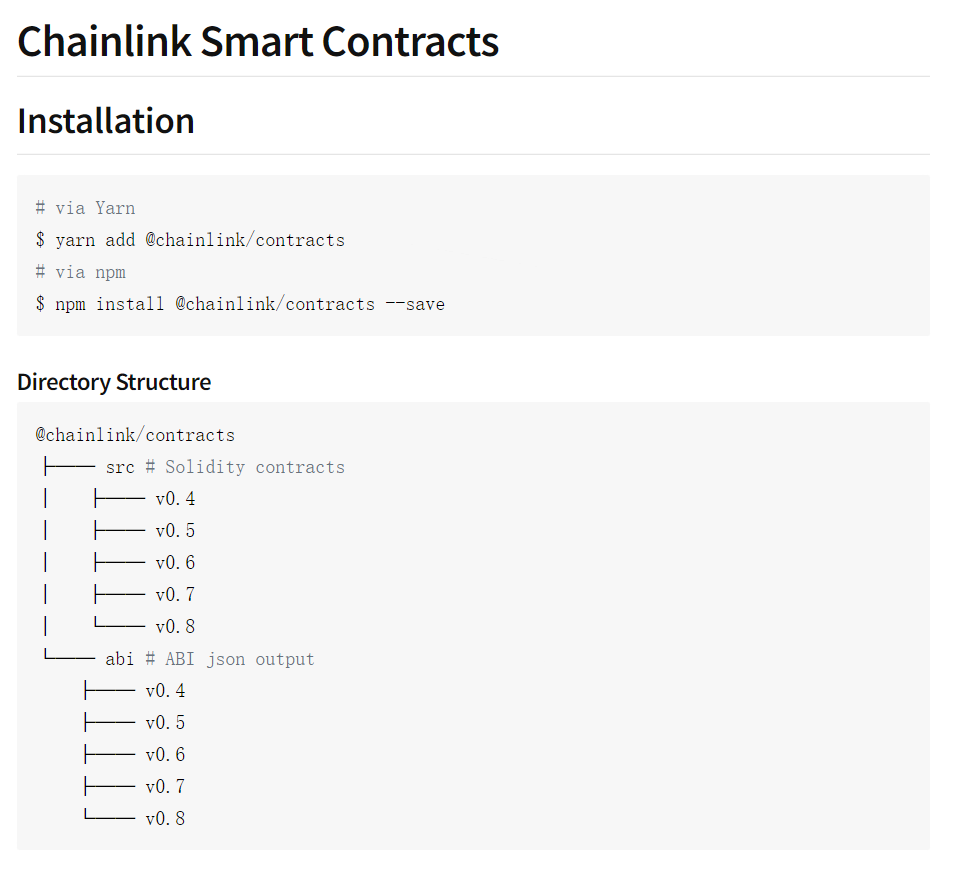 Chainlink Smart Contracts
Installation
# via Yarn
$ yarn add @chainlink/contracts
# via npm
$ npm install @chainlink/contracts --save
Directory Structure
@chainlink/contracts
├── src # Solidity contracts
│   ├── v0.4
│   ├── v0.5
│   ├── v0.6
│   ├── v0.7
│   └── v0.8
└── abi # ABI json output
    ├── v0.4
    ├── v0.5
    ├── v0.6
    ├── v0.7
    └── v0.8